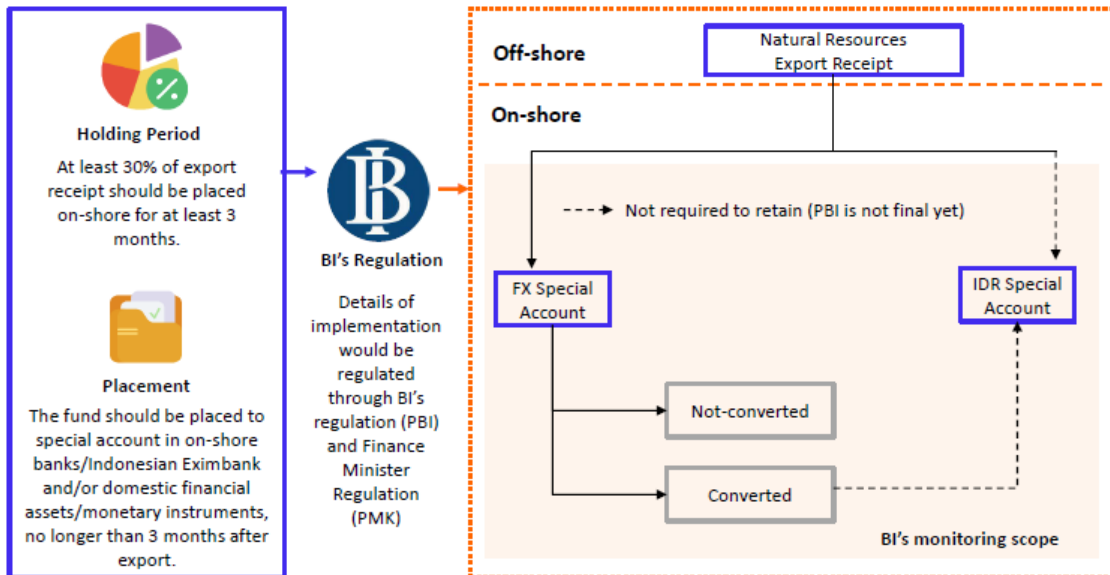 Holding Period
At least 30% of export
receipt should be placed
on-shore for at least 3
months.
Placement
The fund should be placed to
special account in on-shore
banks/Indonesian Eximbank
and/or domestic financial
assets/monetary instruments,
no longer than 3 months after
export.
BI's Regulation
Details of
implementation
would be
regulated
through BI's
regulation (PBI)
and Finance
Minister
Regulation
(PMK)
Off-shore
Natural Resources
Export Receipt
On-shore
Not required to retain (PBI is not final yet)
FX Special
Account
IDR Special
Account
Not-converted
Converted
BI's monitoring scope